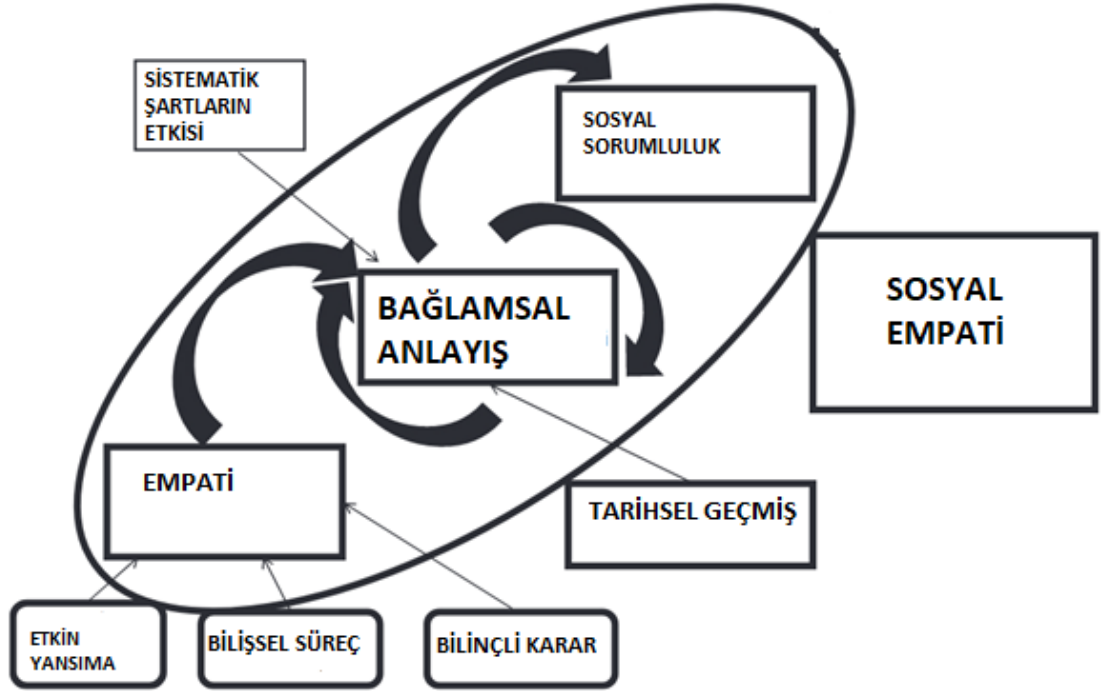 SİSTEMATİK
ŞARTLARIN
ETKİSİ
SOSYAL
SORUMLULUK
BAĞLAMSAL
ANLAYIŞ
SOSYAL
EMPATİ
EMPATİ
TARİHSEL GEÇMİŞ
ETKİN
YANSIMA
BİLİŞSEL SÜREÇ
BİLİNÇLİ KARAR